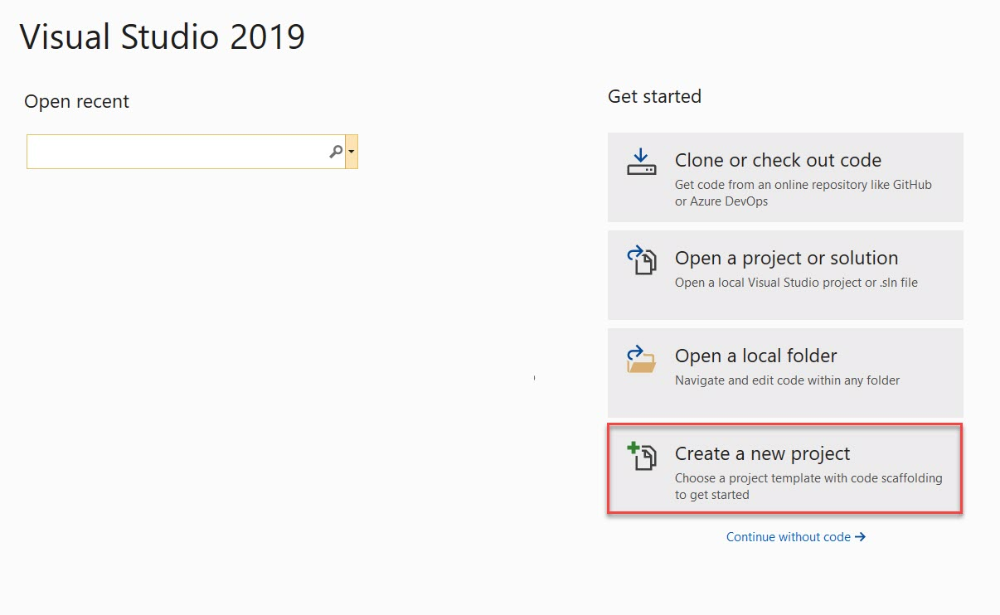 Visual Studio 2019
Open recent
Get started
Clone or check out code
Get code from an online repository like GitHub
or Azure DevOps
Open a project or solution
Open a local Visual Studio project or .sln file
Open a local folder
Navigate and edit code within any folder
Create a new project
Choose a project template with code scaffolding
to get started
Continue without code →